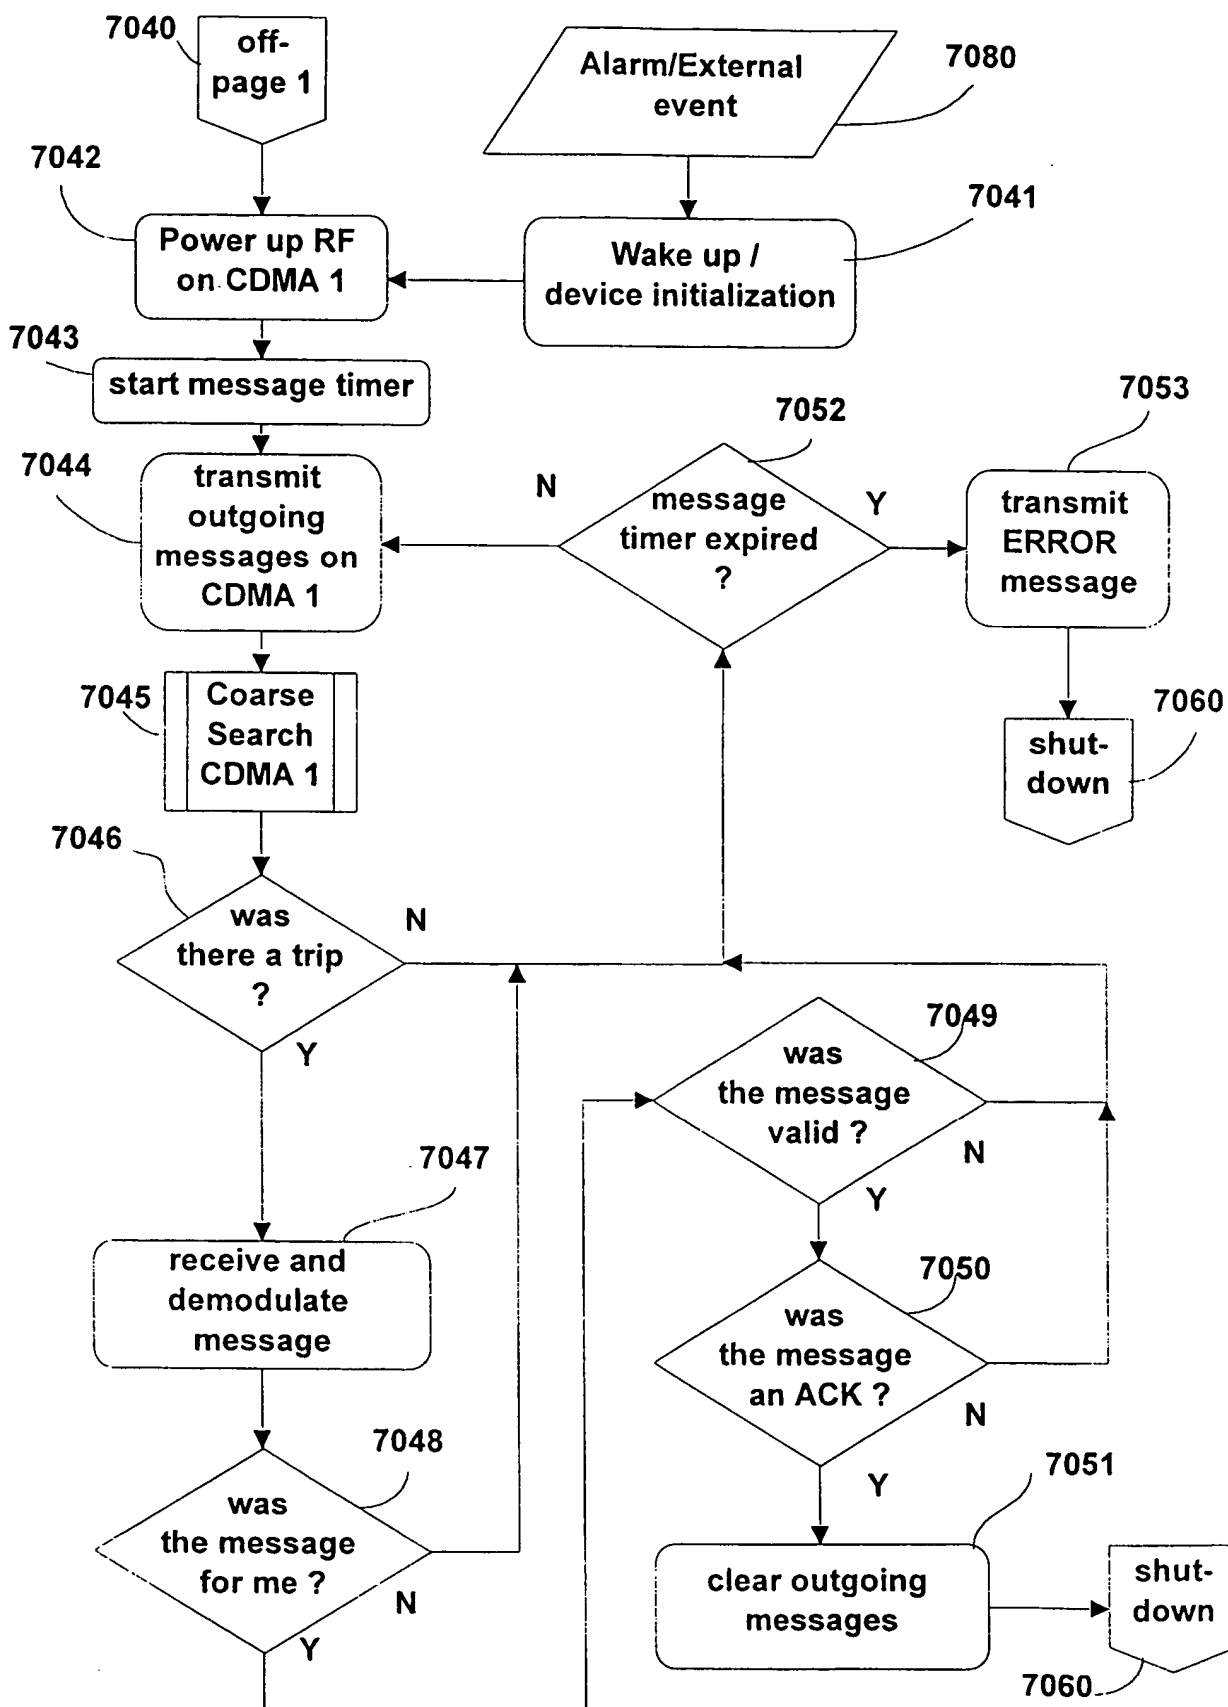 7040
off-
page 1
Alarm/External
event
7080
7042
Power up RF
on CDMA 1
7041
Wake up /
device initialization
7043
start message timer
7044
transmit
outgoing
messages on
CDMA 1
7052
N
message
timer expired
?
Y
7053
transmit
ERROR
message
7045
Coarse
Search
CDMA 1
7060
shut-
down
7046
was
there a trip
?
N
Y
7049
was
the message
valid ?
N
Y
7047
receive and
demodulate
message
7050
was
the message
an ACK ?
N
Y
7048
was
the message
for me ?
N
Y
7051
clear outgoing
messages
shut-
down
7060